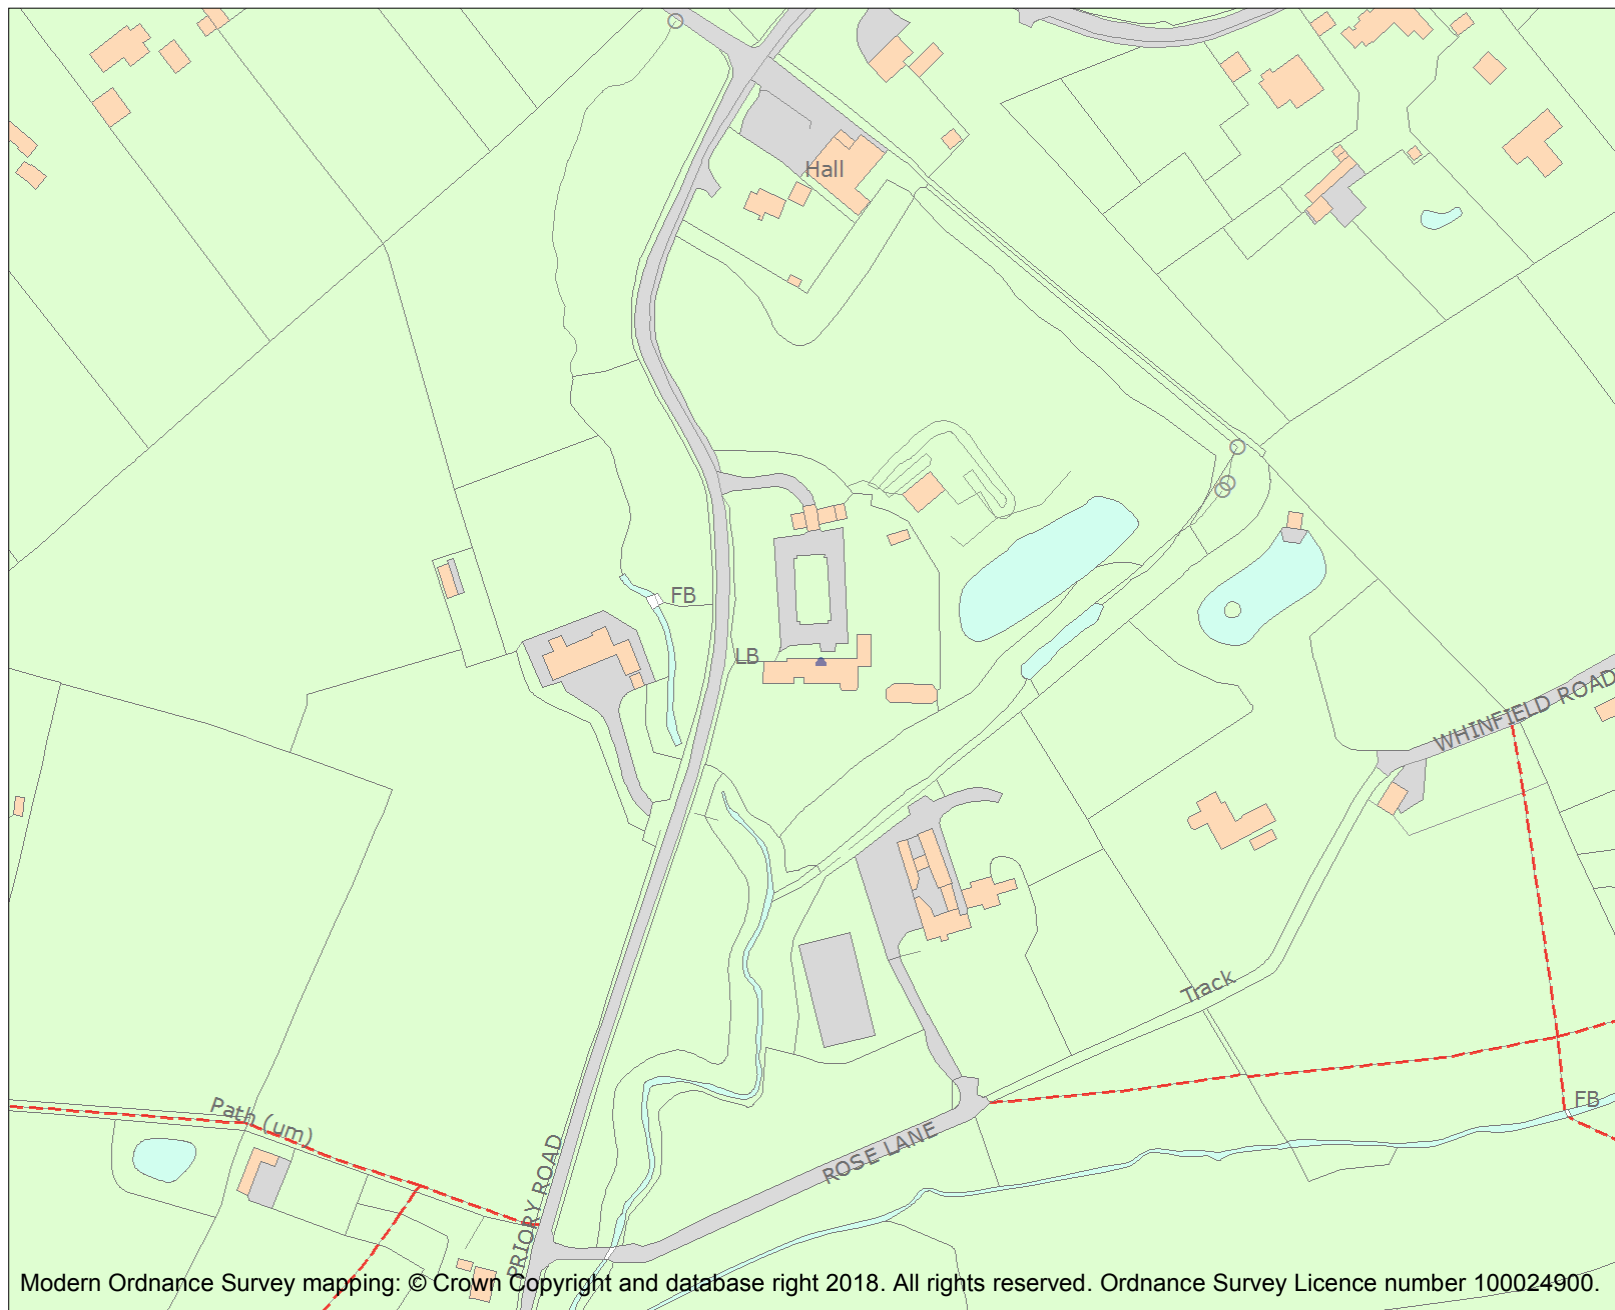 Hall
FB
LB
WHINFIELD ROAD
Track
FB
Path (um)
ROSE LANE
PRIORY ROAD
Modern Ordnance Survey mapping: © Crown Copyright and database right 2018. All rights reserved. Ordnance Survey Licence number 100024900.